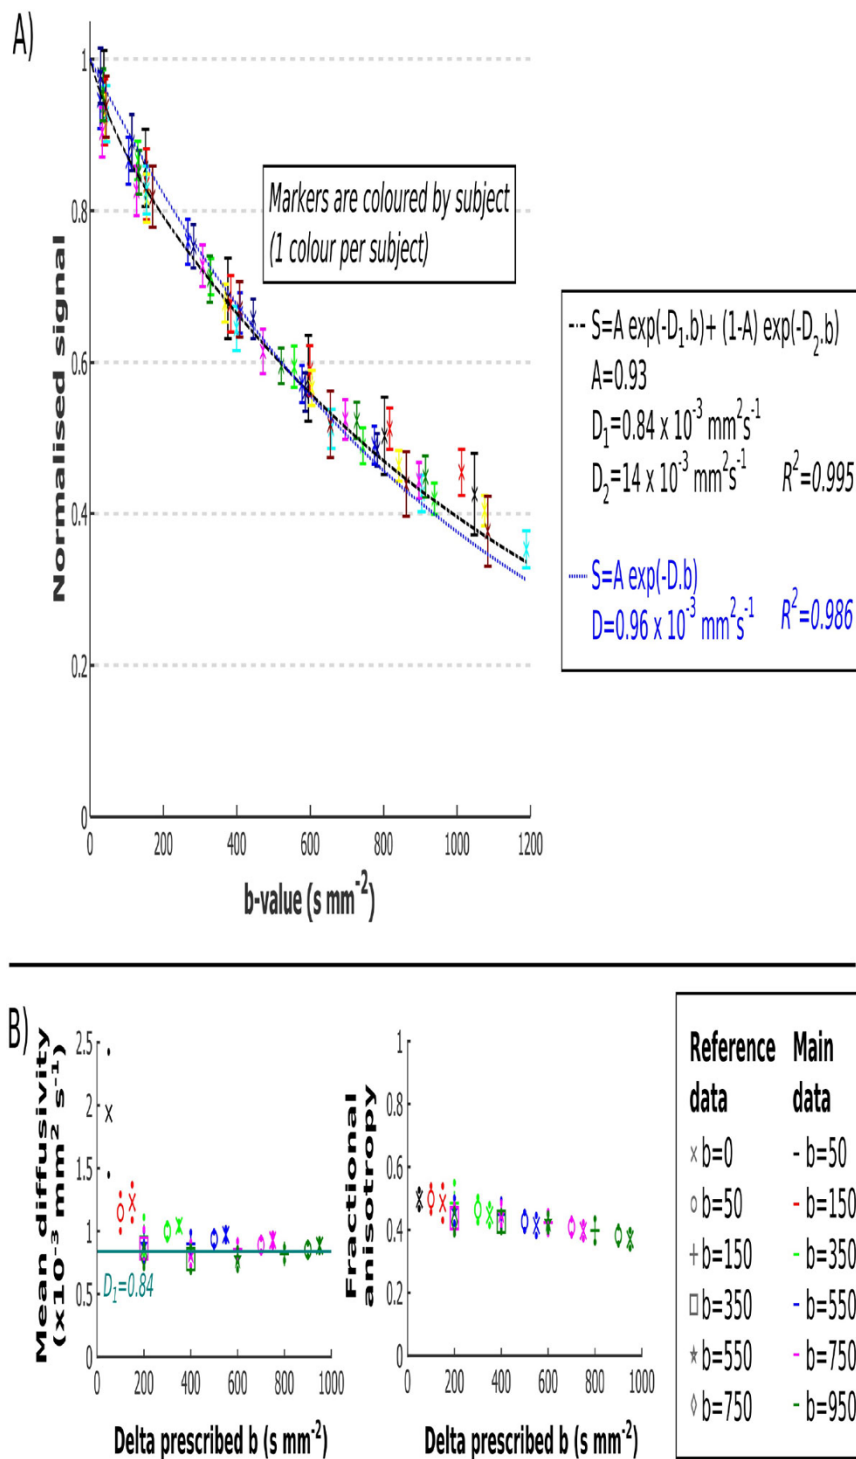 A)
Normalised signal
1
0.8
0.6
0.4
0.2
0
0 200 400 600 800 1000 1200
b-value (s mm⁻²)
Markers are coloured by subject
(1 colour per subject)
S=A exp(-D₁.b)+ (1-A) exp(-D₂.b)
A=0.93
D₁=0.84 x 10⁻³ mm²s⁻¹
D₂=14 x 10⁻³ mm²s⁻¹ R²=0.995
S=A exp(-D.b)
D=0.96 x 10⁻³ mm²s⁻¹ R²=0.986
B)
Mean diffusivity
(x10⁻³ mm² s⁻¹)
2.5
2
1.5
1
0.5
0
D₁=0.84
0 200 400 600 800 1000
Delta prescribed b (s mm⁻²)
Fractional
anisotropy
1
0.8
0.6
0.4
0.2
0
0 200 400 600 800 1000
Delta prescribed b (s mm⁻²)
Reference Main
data data
b=0 b=50
b=50 b=150
b=150 b=350
b=350 b=550
b=550 b=750
b=750 b=950